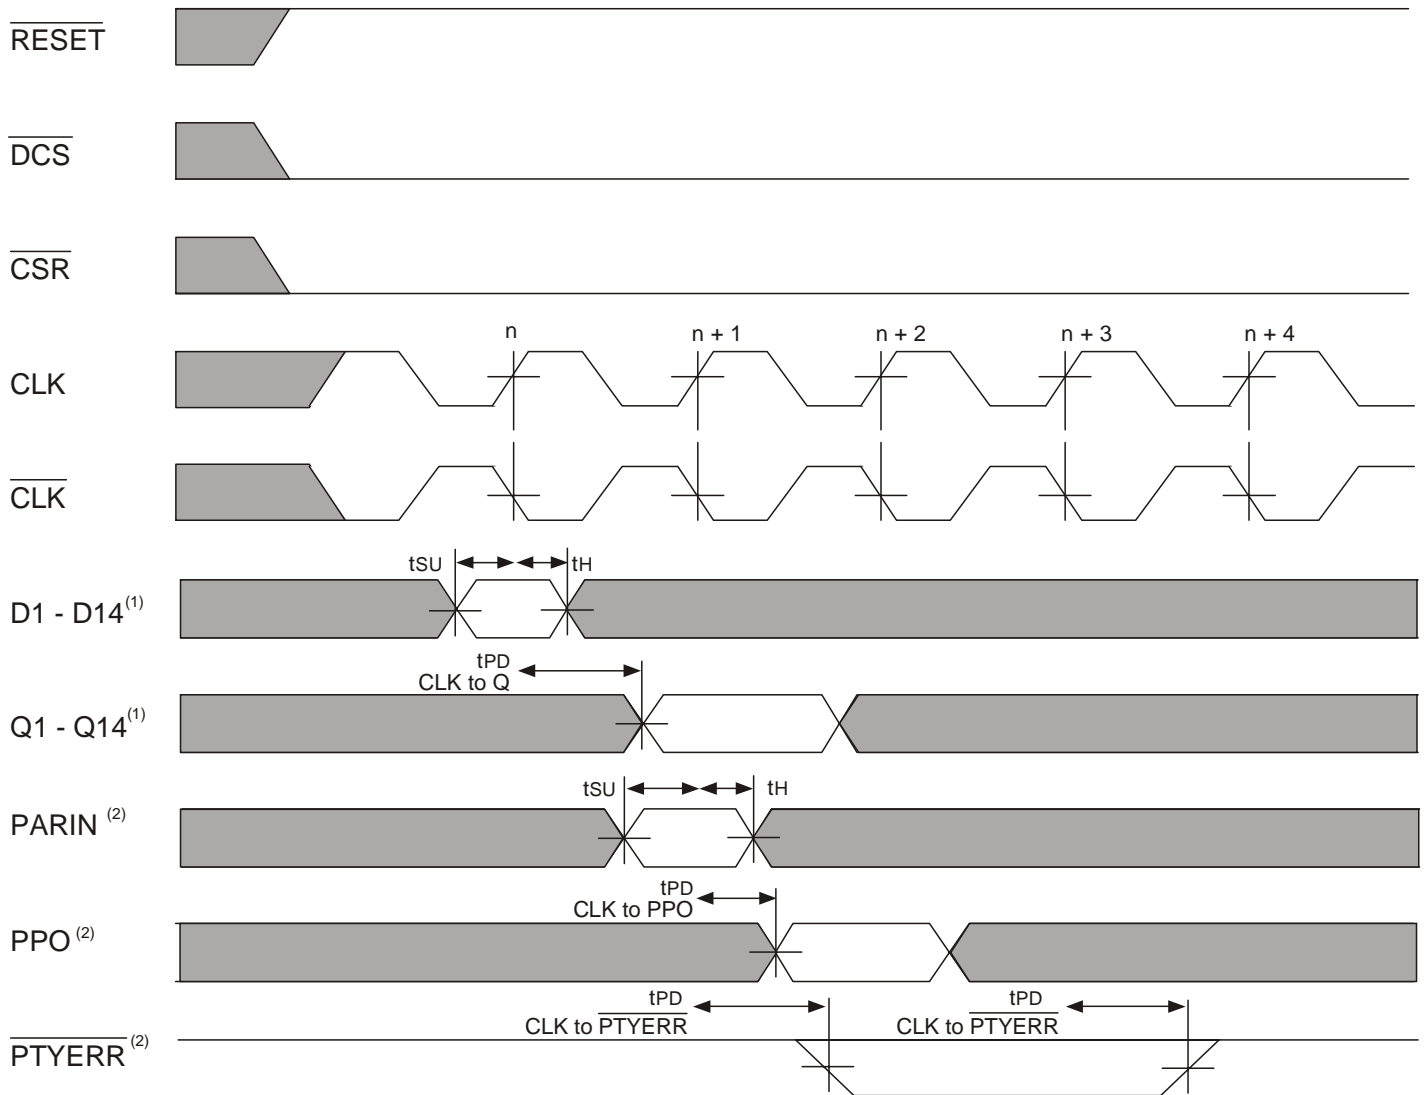 RESET
DCS
CSR
n n + 1 n + 2 n + 3 n + 4
CLK
CLK
tSU tH
D1 - D14(1)
tPD
CLK to Q
Q1 - Q14(1)
tSU tH
PARIN (2)
tPD
CLK to PPO
PPO (2)
tPD tPD
CLK to PTYERR CLK to PTYERR
PTYERR (2)